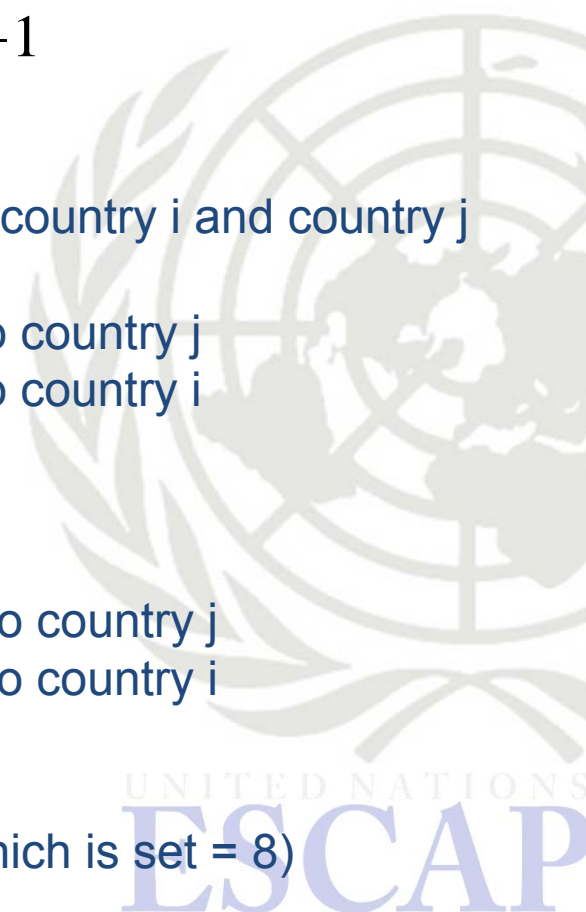 -1
country i and country j
o country j
o country i
o country j
o country i
UNITED NATIONS
ESCAP
hich is set = 8)